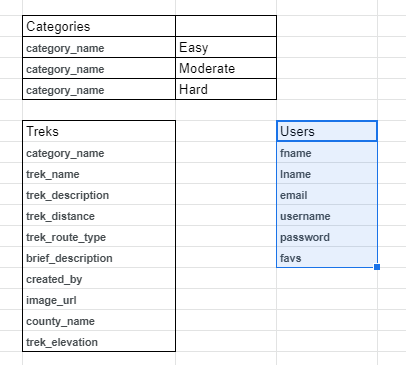 Categories
category_name Easy
category_name Moderate
category_name Hard
Treks
category_name
trek_name
trek_description
trek_distance
trek_route_type
brief_description
created_by
image_url
county_name
trek_elevation
Users
fname
lname
email
username
password
favs